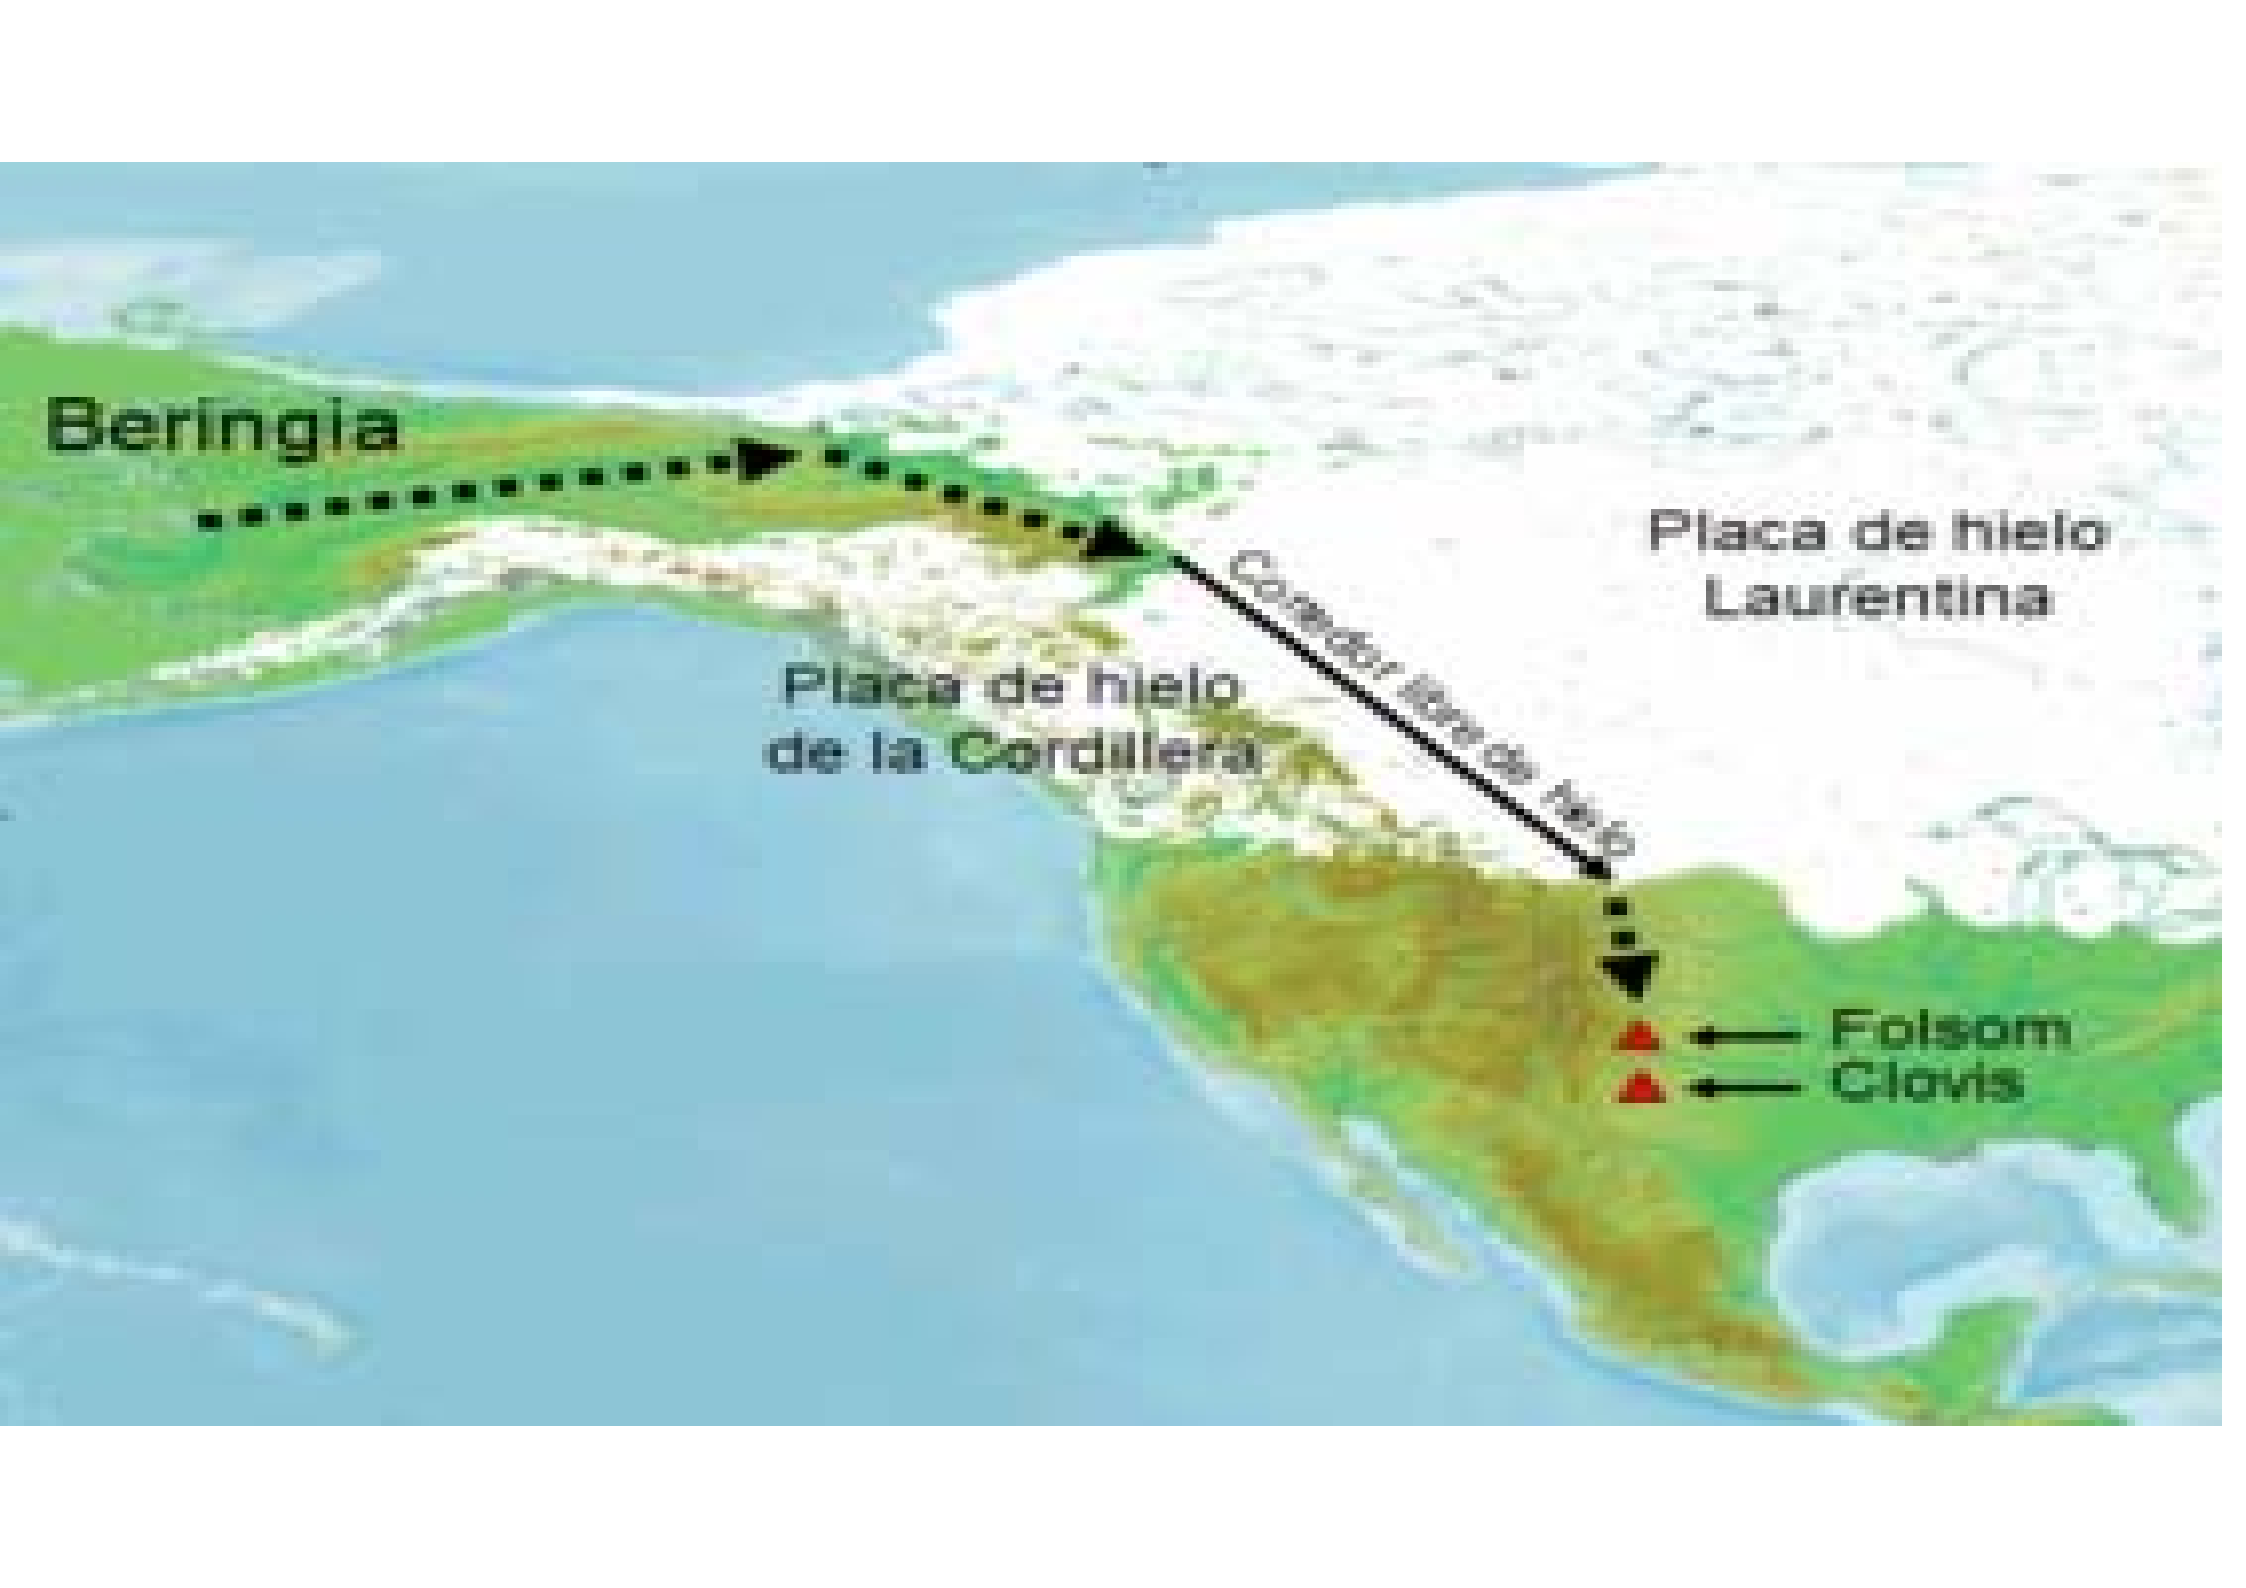 Beringia
Placa de hielo
Laurentina
Corredor libre de hielo
Placa de hielo
de la Cordillera
Folsom
Clovis